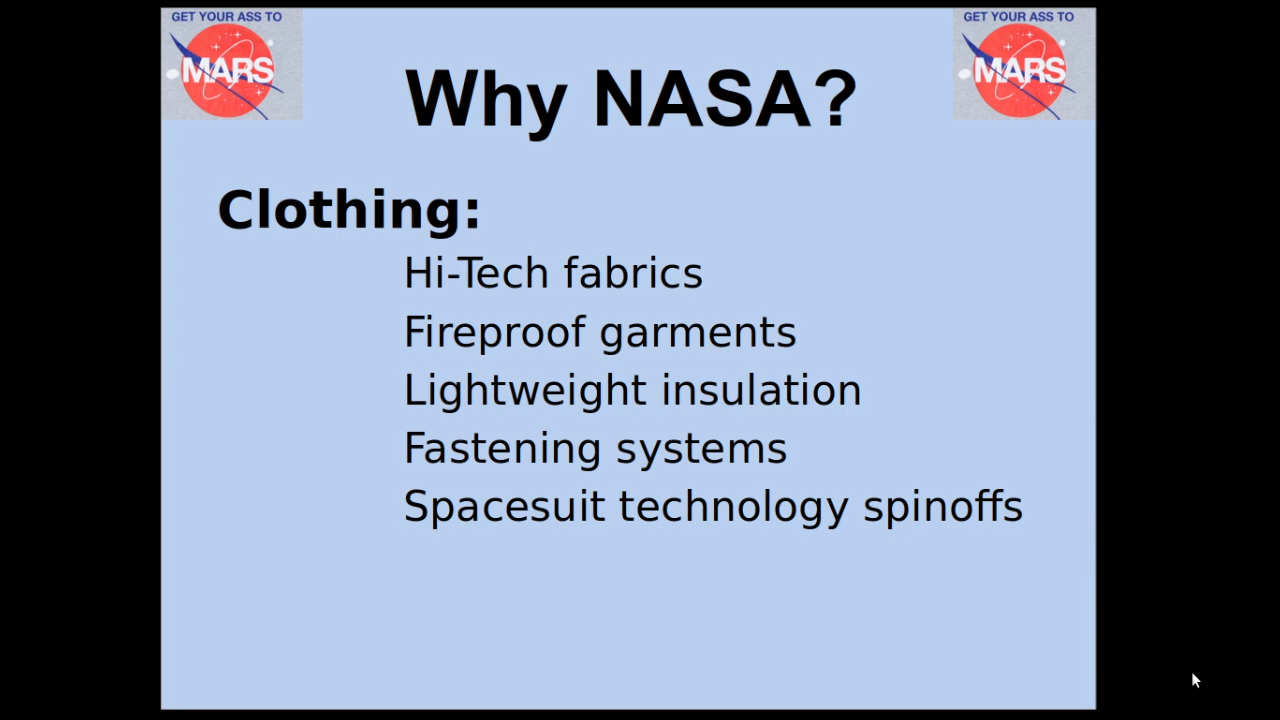 GET YOUR ASS TO
MARS
GET YOUR ASS TO
MARS
Why NASA?
Clothing:
Hi-Tech fabrics
Fireproof garments
Lightweight insulation
Fastening systems
Spacesuit technology spinoffs